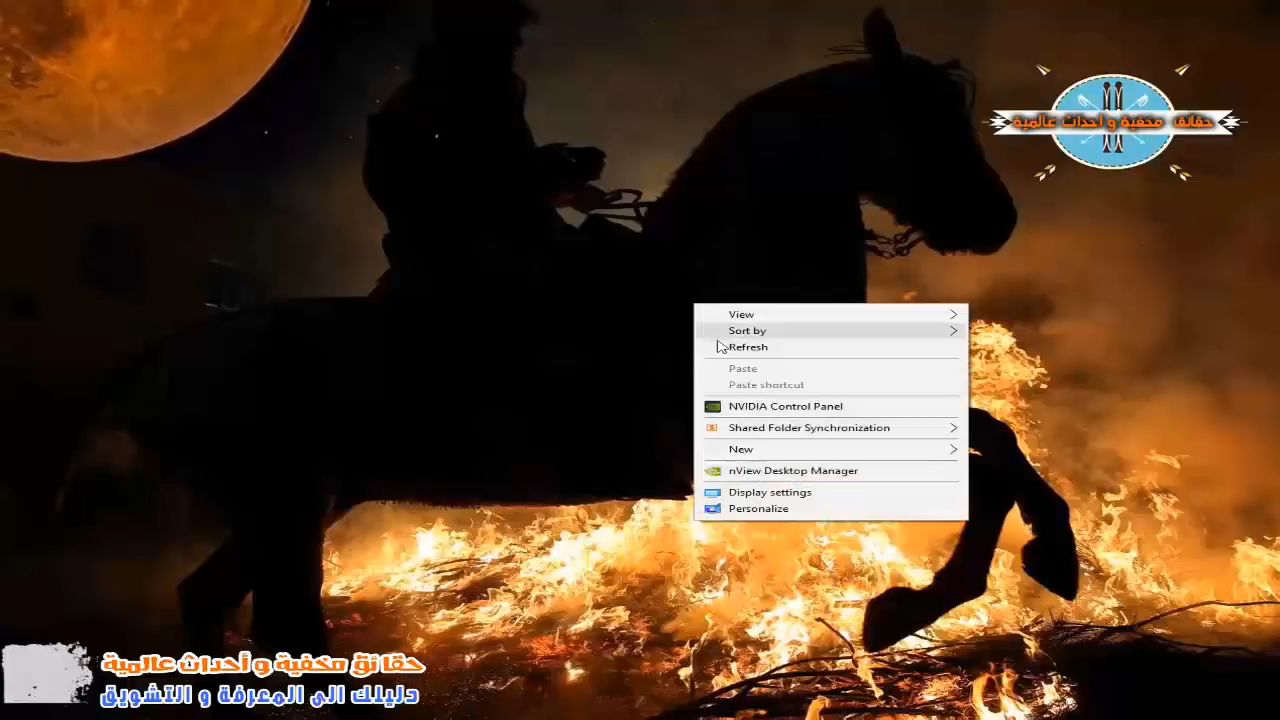 حقائق مخفية و أحداث عالمية
View
Sort by
Refresh
Paste
Paste shortcut
NVIDIA Control Panel
Shared Folder Synchronization
New
nView Desktop Manager
Display settings
Personalize
حقائق مخفية و أحداث عالمية
دليلك الى المعرفة و التشويق